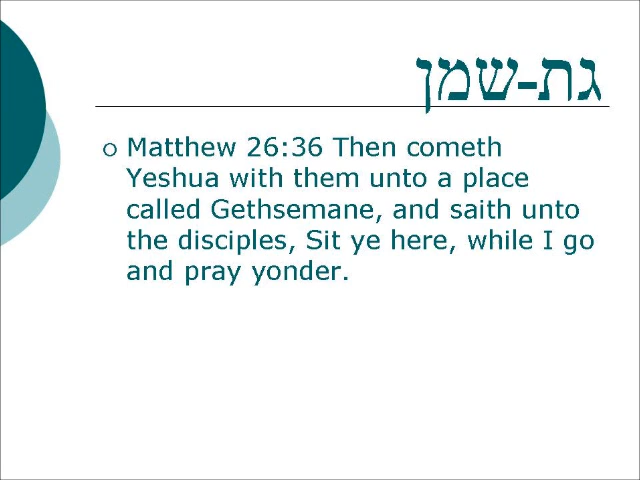 גת-שמן
Matthew 26:36 Then cometh
Yeshua with them unto a place
called Gethsemane, and saith unto
the disciples, Sit ye here, while I go
and pray yonder.